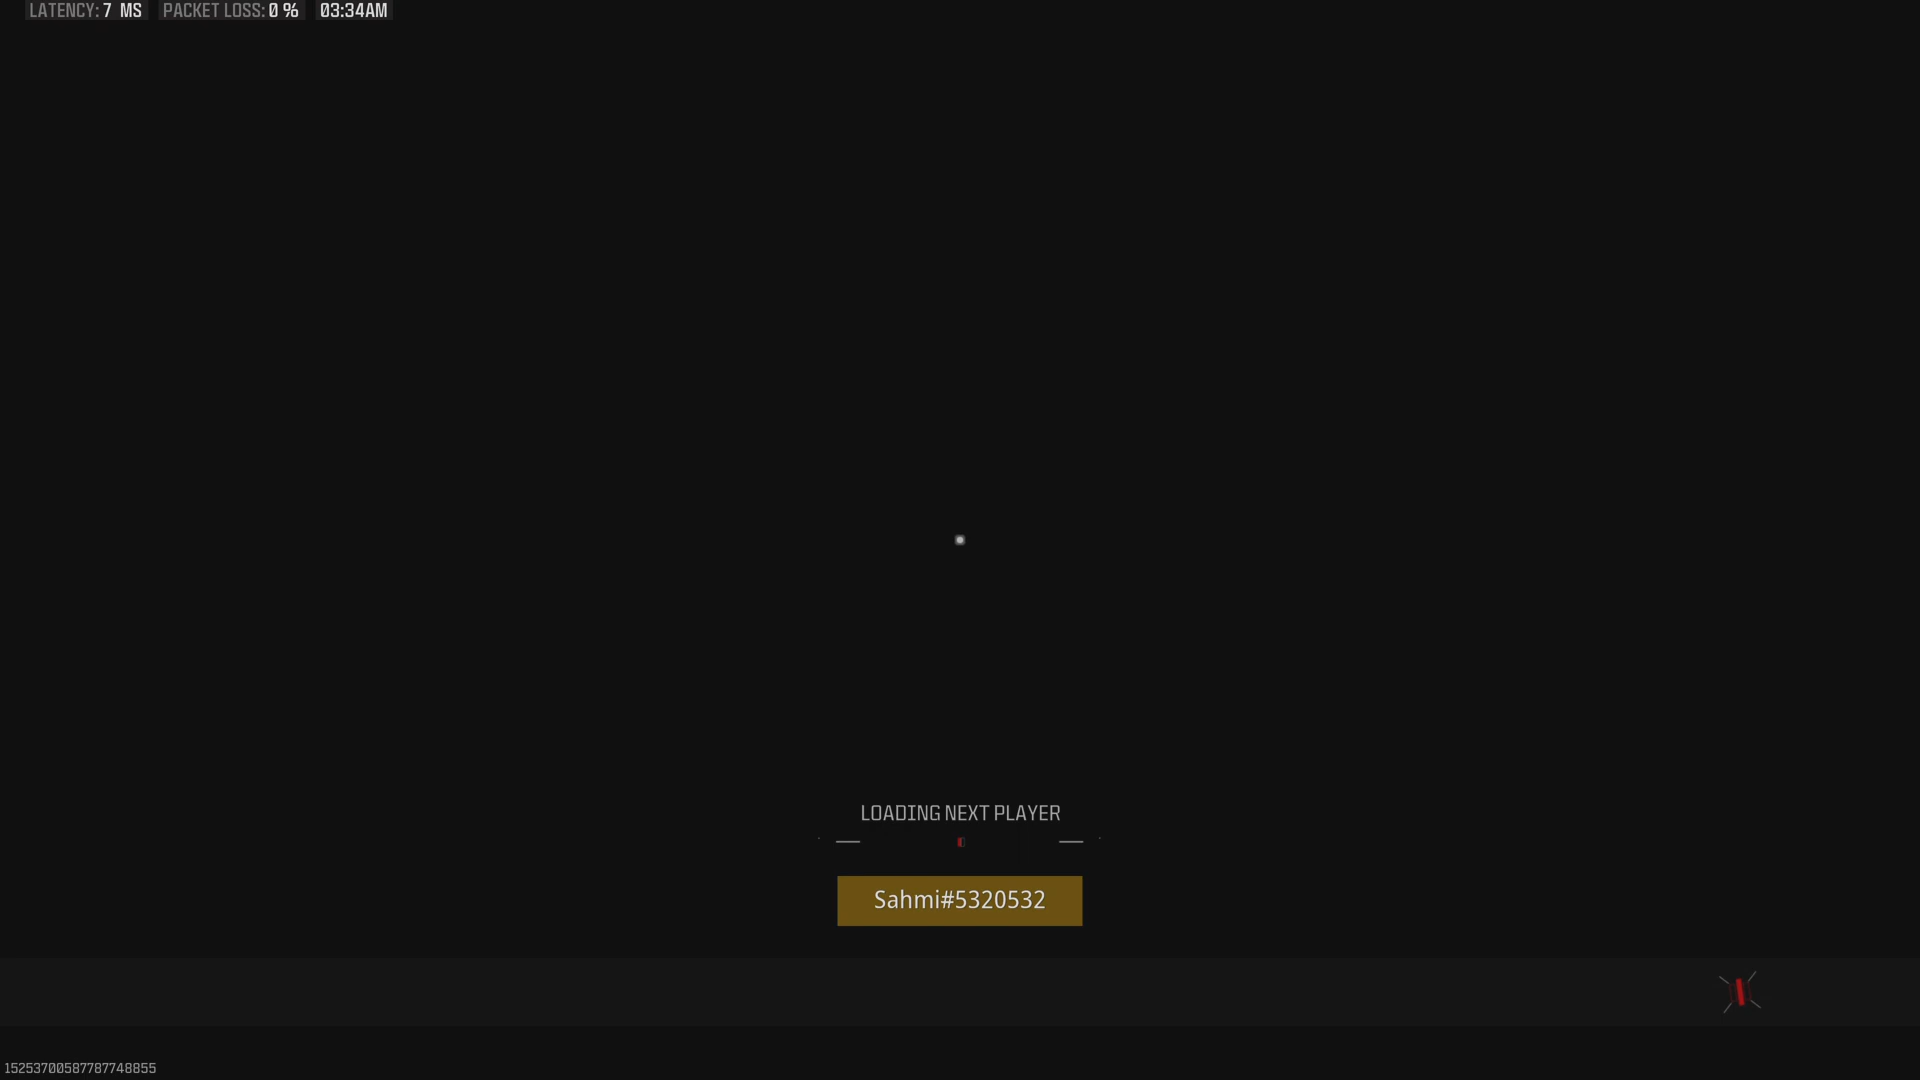 LATENCY: 7 MS PACKET LOSS: 0 % 03:34AM
LOADING NEXT PLAYER
Sahmi#5320532
15253700587787748855